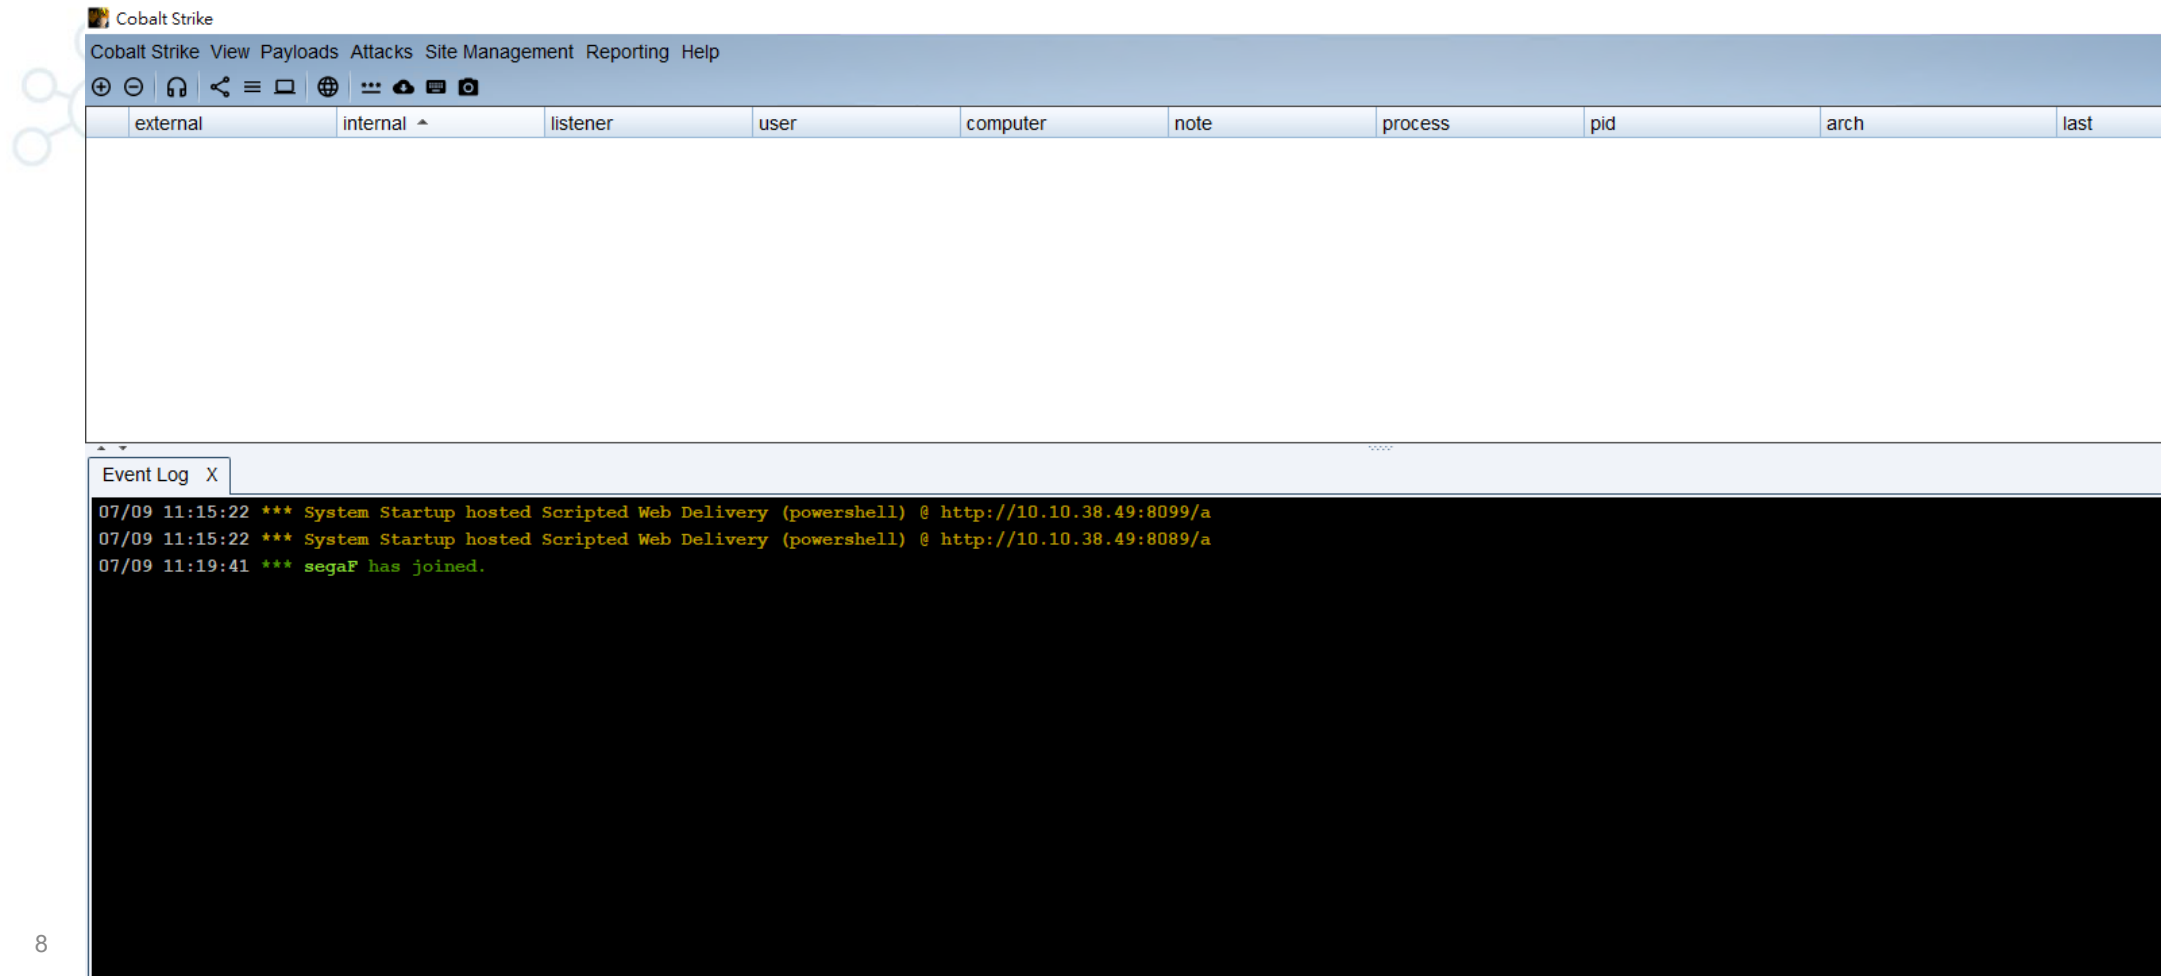 Cobalt Strike
Cobalt Strike View Payloads Attacks Site Management Reporting Help
external internal listener user computer note process pid arch last
Event Log X
07/09 11:15:22 *** System Startup hosted Scripted Web Delivery (powershell) @ http://10.10.38.49:8099/a
07/09 11:15:22 *** System Startup hosted Scripted Web Delivery (powershell) @ http://10.10.38.49:8089/a
07/09 11:19:41 *** segaF has joined.
8